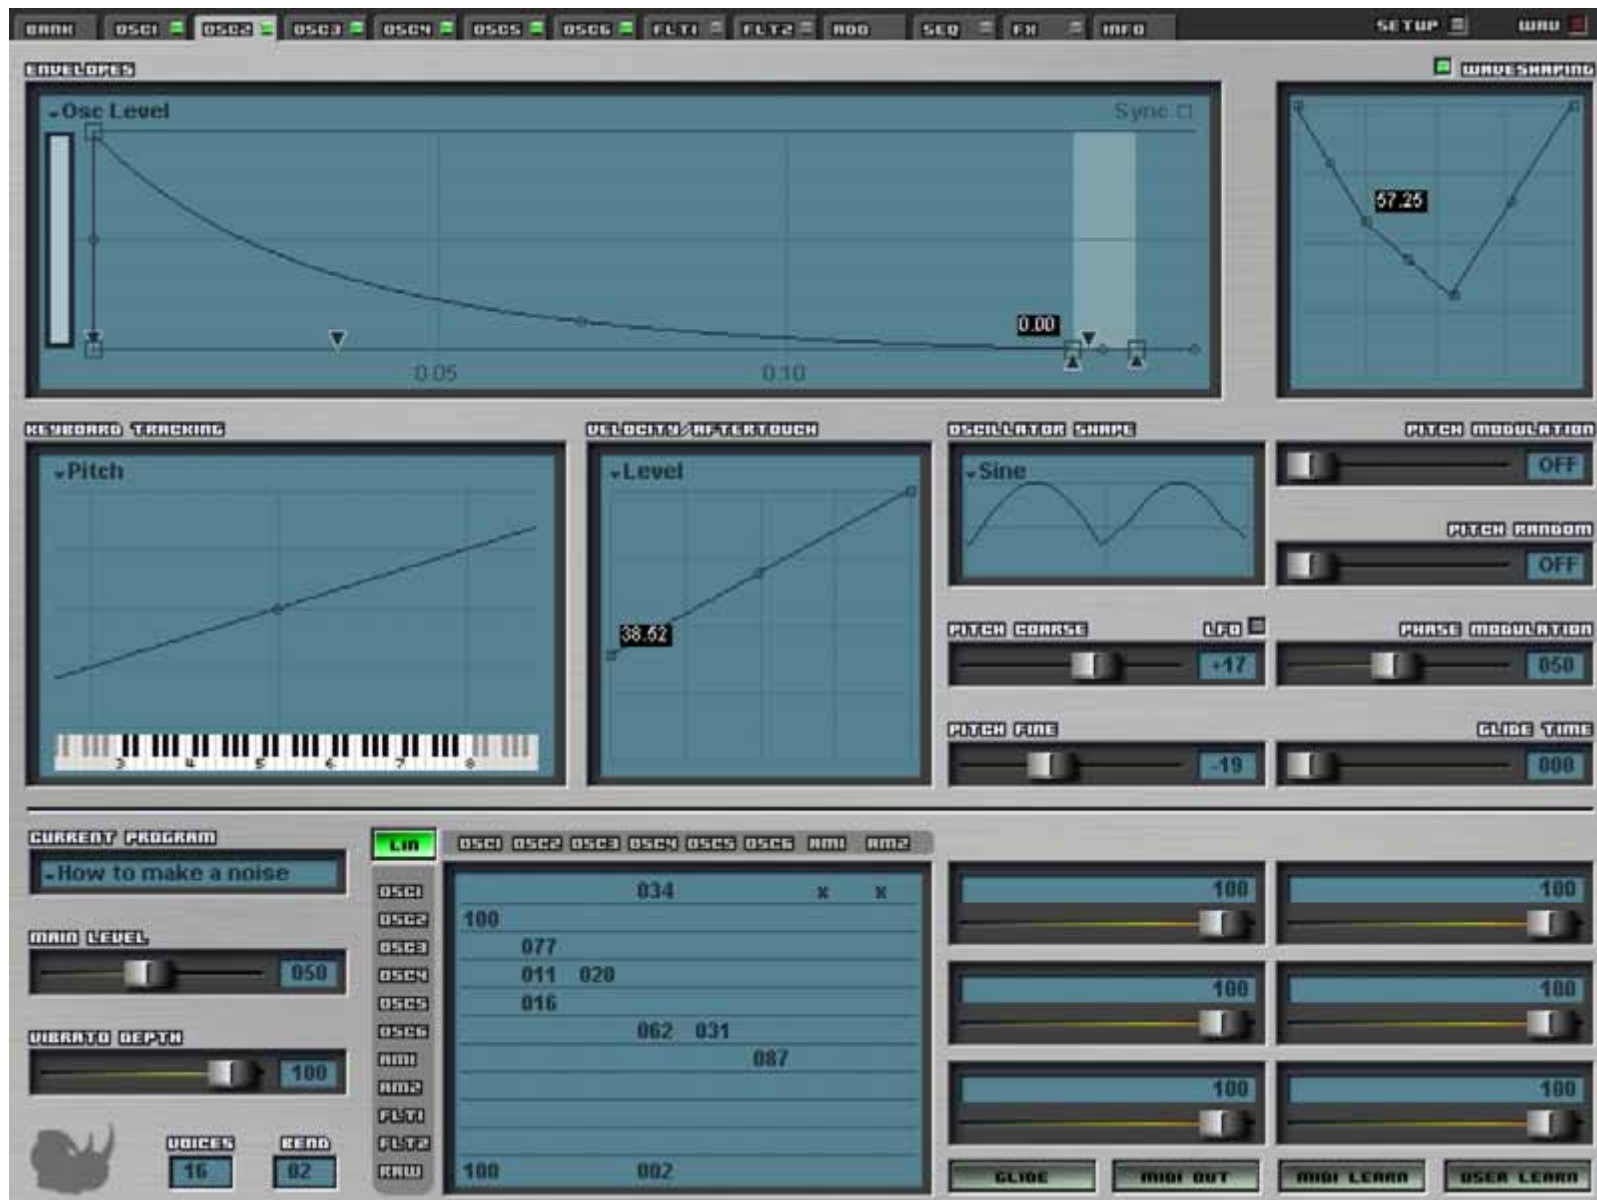 BANK OSC1 OSC2 OSC3 OSC4 OSC5 OSC6 FLT1 FLT2 MOD SEQ FX INFO SETUP WAV
ENVELOPES WAVESHAPING
Osc Level Sync
57.25
0.00
0.05 0.10
KEYBOARD TRACKING VELOCITY/AFTERTOUCH OSCILLATOR SHAPE PITCH MODULATION
Pitch Level Sine OFF
PITCH RANDOM
OFF
38.62
PITCH COARSE LFO PHASE MODULATION
+17 050
PITCH FINE GLIDE TIME
-19 000
3 4 5 6 7 8
CURRENT PROGRAM
How to make a noise
MAIN LEVEL
050
VIBRATO DEPTH
100
VOICES BEND
16 02
LIN OSC1 OSC2 OSC3 OSC4 OSC5 OSC6 AM1 AM2
OSC1 034 x x
OSC2 100
OSC3 077
OSC4 011 020
OSC5 016
OSC6 062 031
AM1 087
AM2
FLT1
FLT2
RAW 100 002
100 100
100 100
100 100
GLIDE MIDI OUT MIDI LEARN USER LEARN